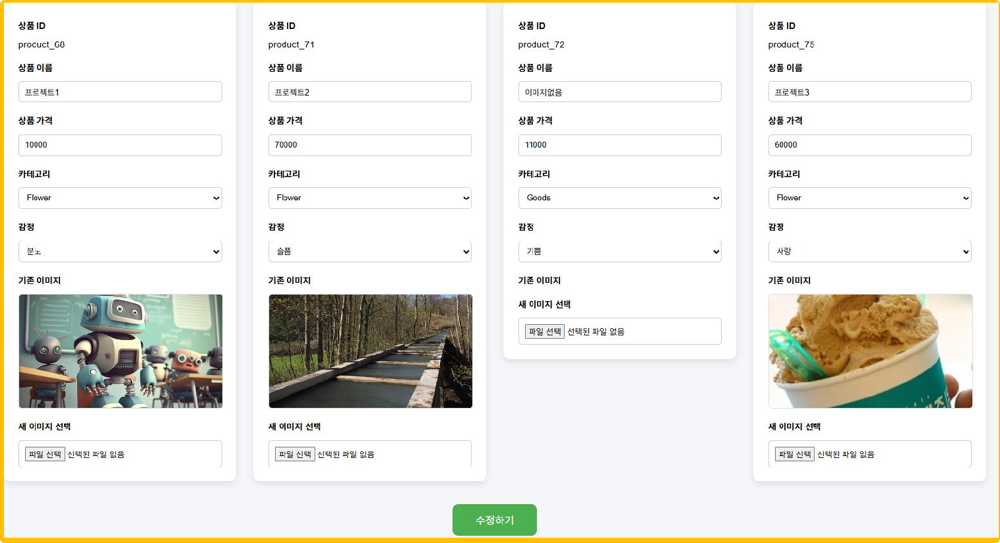 상품 ID
product_68
상품 이름
프로젝트1
상품 가격
10000
카테고리
Flower
감정
분노
기존 이미지
새 이미지 선택
파일 선택 선택된 파일 없음
상품 ID
product_71
상품 이름
프로젝트2
상품 가격
70000
카테고리
Flower
감정
슬픔
기존 이미지
새 이미지 선택
파일 선택 선택된 파일 없음
상품 ID
product_72
상품 이름
이미지없음
상품 가격
11000
카테고리
Goods
감정
기쁨
기존 이미지
새 이미지 선택
파일 선택 선택된 파일 없음
상품 ID
product_75
상품 이름
프로젝트3
상품 가격
60000
카테고리
Flower
감정
사랑
기존 이미지
새 이미지 선택
파일 선택 선택된 파일 없음
수정하기